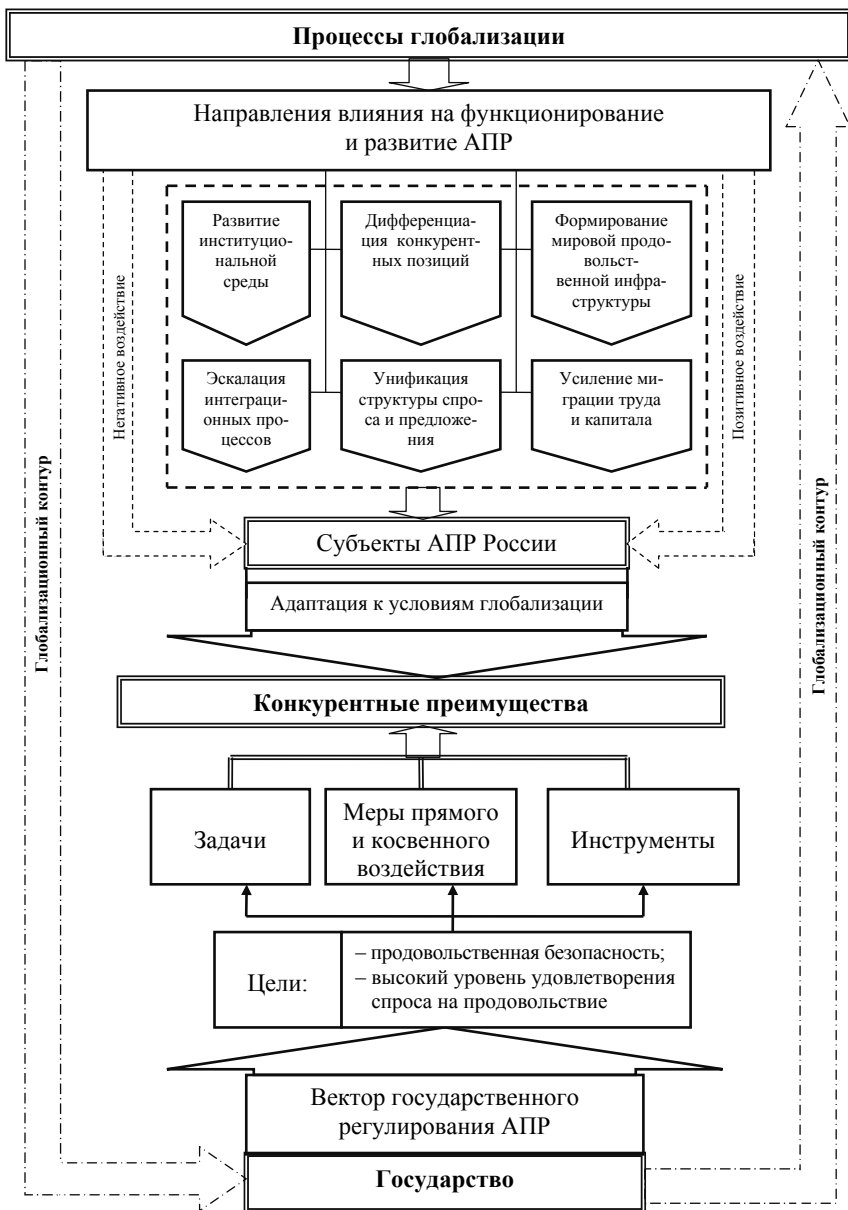 Процессы глобализации
Направления влияния на функционирование
и развитие АПР
Развитие
институцио-
нальной
среды
Дифференциа-
ция конкурент-
ных позиций
Формирование
мировой продо-
вольст-
венной инфра-
структуры
Негативное воздействие
Позитивное воздействие
Эскалация
интеграци-
онных про-
цессов
Унификация
структуры спро-
са и предложе-
ния
Усиление ми-
грации труда
и капитала
Глобализационный контур
Глобализационный контур
Субъекты АПР России
Адаптация к условиям глобализации
Конкурентные преимущества
Задачи
Меры прямого
и косвенного
воздействия
Инструменты
Цели:
– продовольственная безопасность;
– высокий уровень удовлетворения
спроса на продовольствие
Вектор государственного
регулирования АПР
Государство